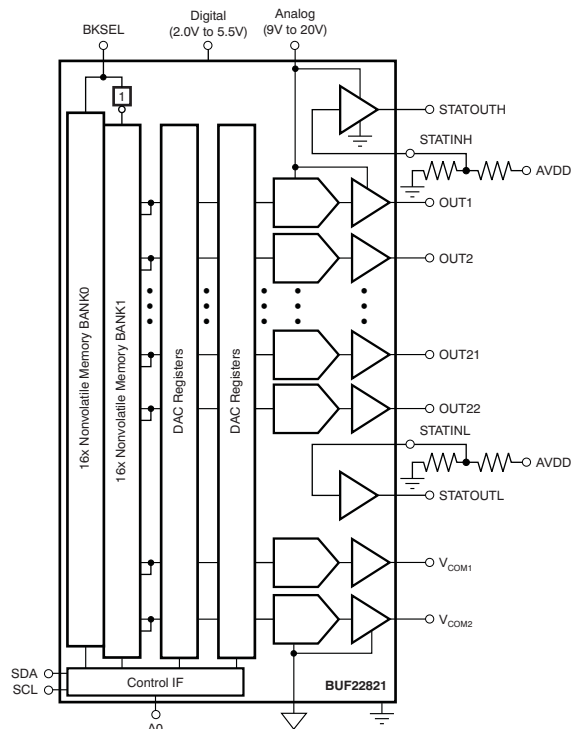 BKSEL
Digital
(2.0V to 5.5V)
Analog
(9V to 20V)
1
STATOUTH
STATINH
AVDD
OUT1
OUT2
16x Nonvolatile Memory BANK0
16x Nonvolatile Memory BANK1
DAC Registers
DAC Registers
OUT21
OUT22
STATINL
AVDD
STATOUTL
VCOM1
VCOM2
SDA
SCL
Control IF
BUF22821
A0